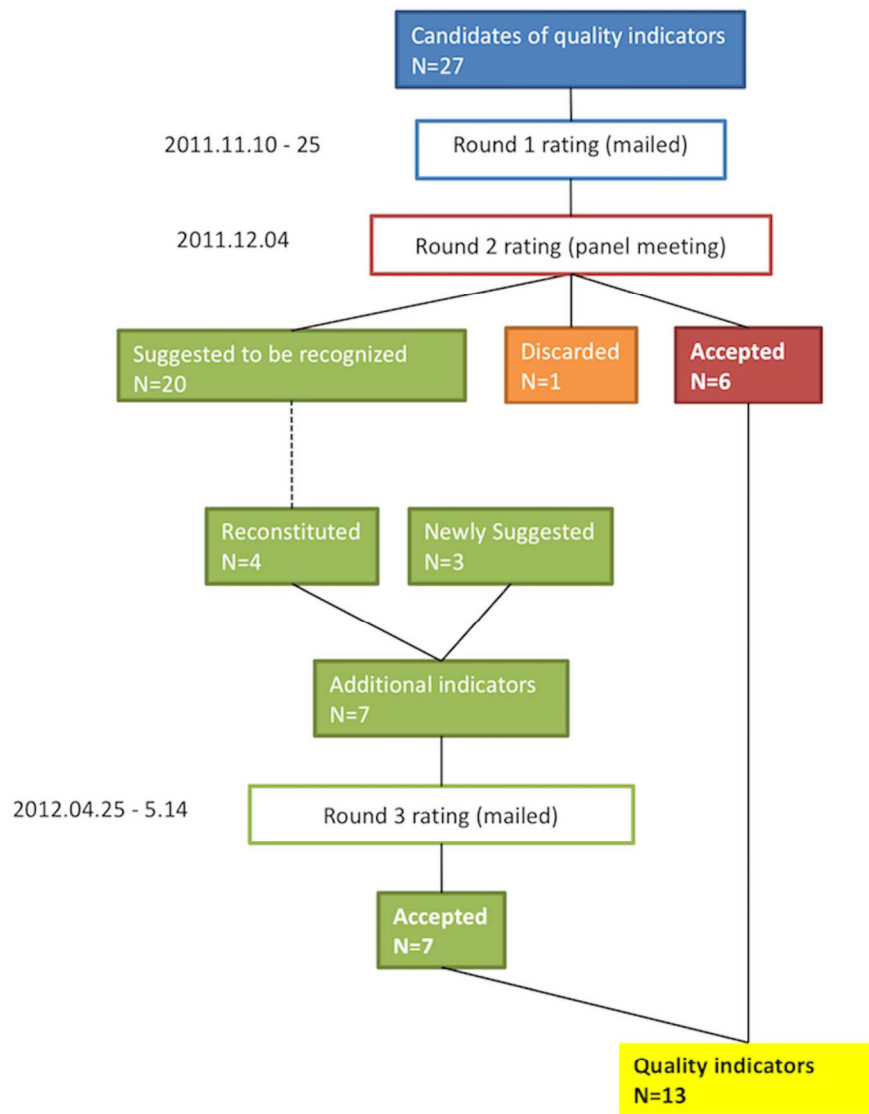 Candidates of quality indicators
N=27
2011.11.10 - 25
Round 1 rating (mailed)
2011.12.04
Round 2 rating (panel meeting)
Suggested to be recognized
N=20
Discarded
N=1
Accepted
N=6
Reconstituted
N=4
Newly Suggested
N=3
Additional indicators
N=7
2012.04.25 - 5.14
Round 3 rating (mailed)
Accepted
N=7
Quality indicators
N=13